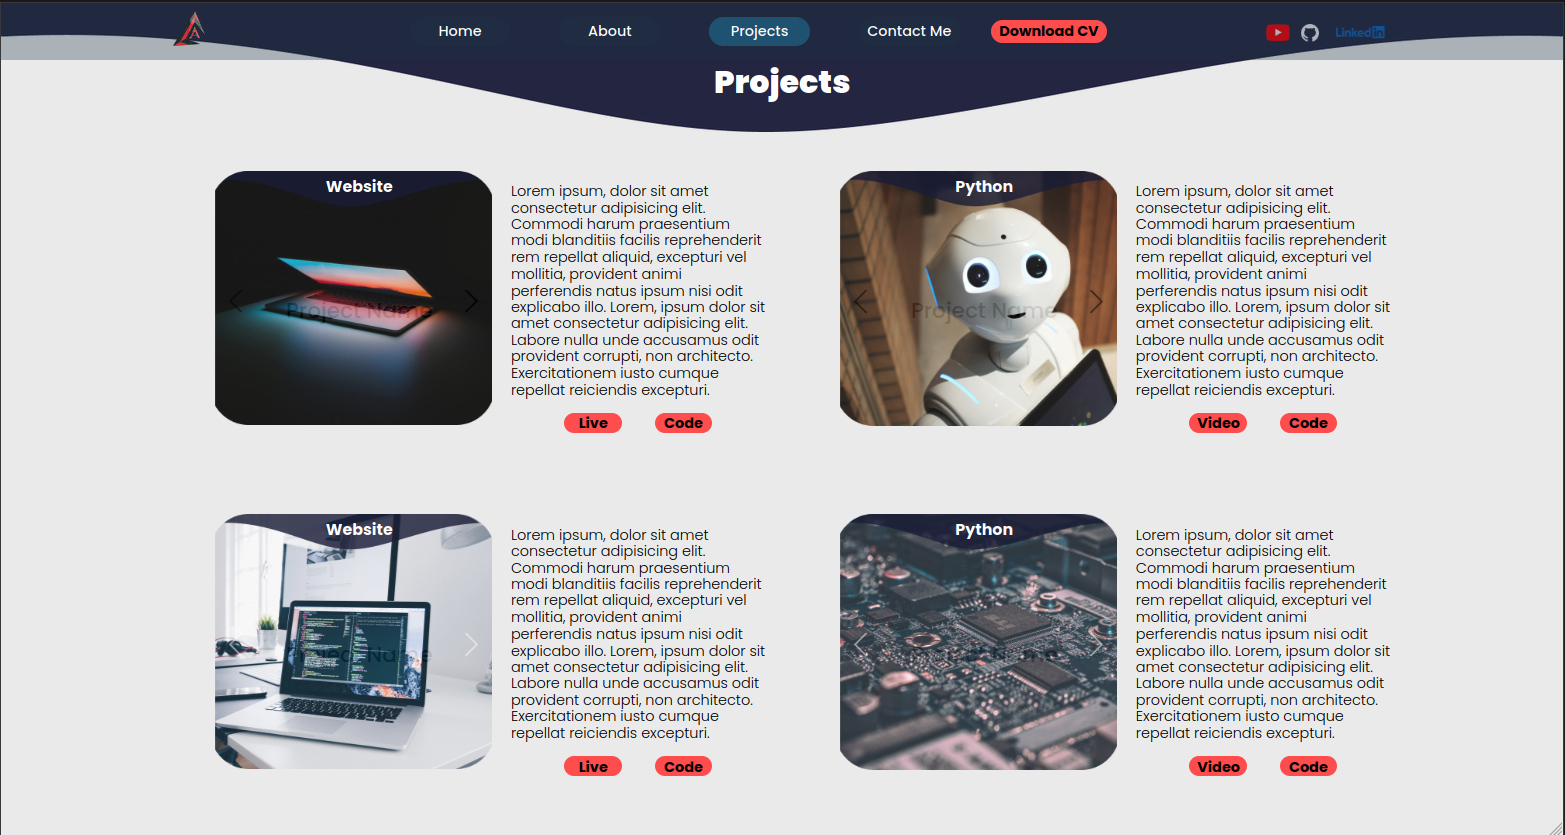 A
Home
About
Projects
Contact Me
Download CV
Linked in
Projects
Website
Project Name
Lorem ipsum, dolor sit amet
consectetur adipisicing elit.
Commodi harum praesentium
modi blanditiis facilis reprehenderit
rem repellat aliquid, excepturi vel
mollitia, provident animi
perferendis natus ipsum nisi odit
explicabo illo. Lorem, ipsum dolor sit
amet consectetur adipisicing elit.
Labore nulla unde accusamus odit
provident corrupti, non architecto.
Exercitationem iusto cumque
repellat reiciendis excepturi.
Live
Code
Python
Project Name
Lorem ipsum, dolor sit amet
consectetur adipisicing elit.
Commodi harum praesentium
modi blanditiis facilis reprehenderit
rem repellat aliquid, excepturi vel
mollitia, provident animi
perferendis natus ipsum nisi odit
explicabo illo. Lorem, ipsum dolor sit
amet consectetur adipisicing elit.
Labore nulla unde accusamus odit
provident corrupti, non architecto.
Exercitationem iusto cumque
repellat reiciendis excepturi.
Video
Code
Website
Project Name
Lorem ipsum, dolor sit amet
consectetur adipisicing elit.
Commodi harum praesentium
modi blanditiis facilis reprehenderit
rem repellat aliquid, excepturi vel
mollitia, provident animi
perferendis natus ipsum nisi odit
explicabo illo. Lorem, ipsum dolor sit
amet consectetur adipisicing elit.
Labore nulla unde accusamus odit
provident corrupti, non architecto.
Exercitationem iusto cumque
repellat reiciendis excepturi.
Live
Code
Python
Lorem ipsum, dolor sit amet
consectetur adipisicing elit.
Commodi harum praesentium
modi blanditiis facilis reprehenderit
rem repellat aliquid, excepturi vel
mollitia, provident animi
perferendis natus ipsum nisi odit
explicabo illo. Lorem, ipsum dolor sit
amet consectetur adipisicing elit.
Labore nulla unde accusamus odit
provident corrupti, non architecto.
Exercitationem iusto cumque
repellat reiciendis excepturi.
Video
Code